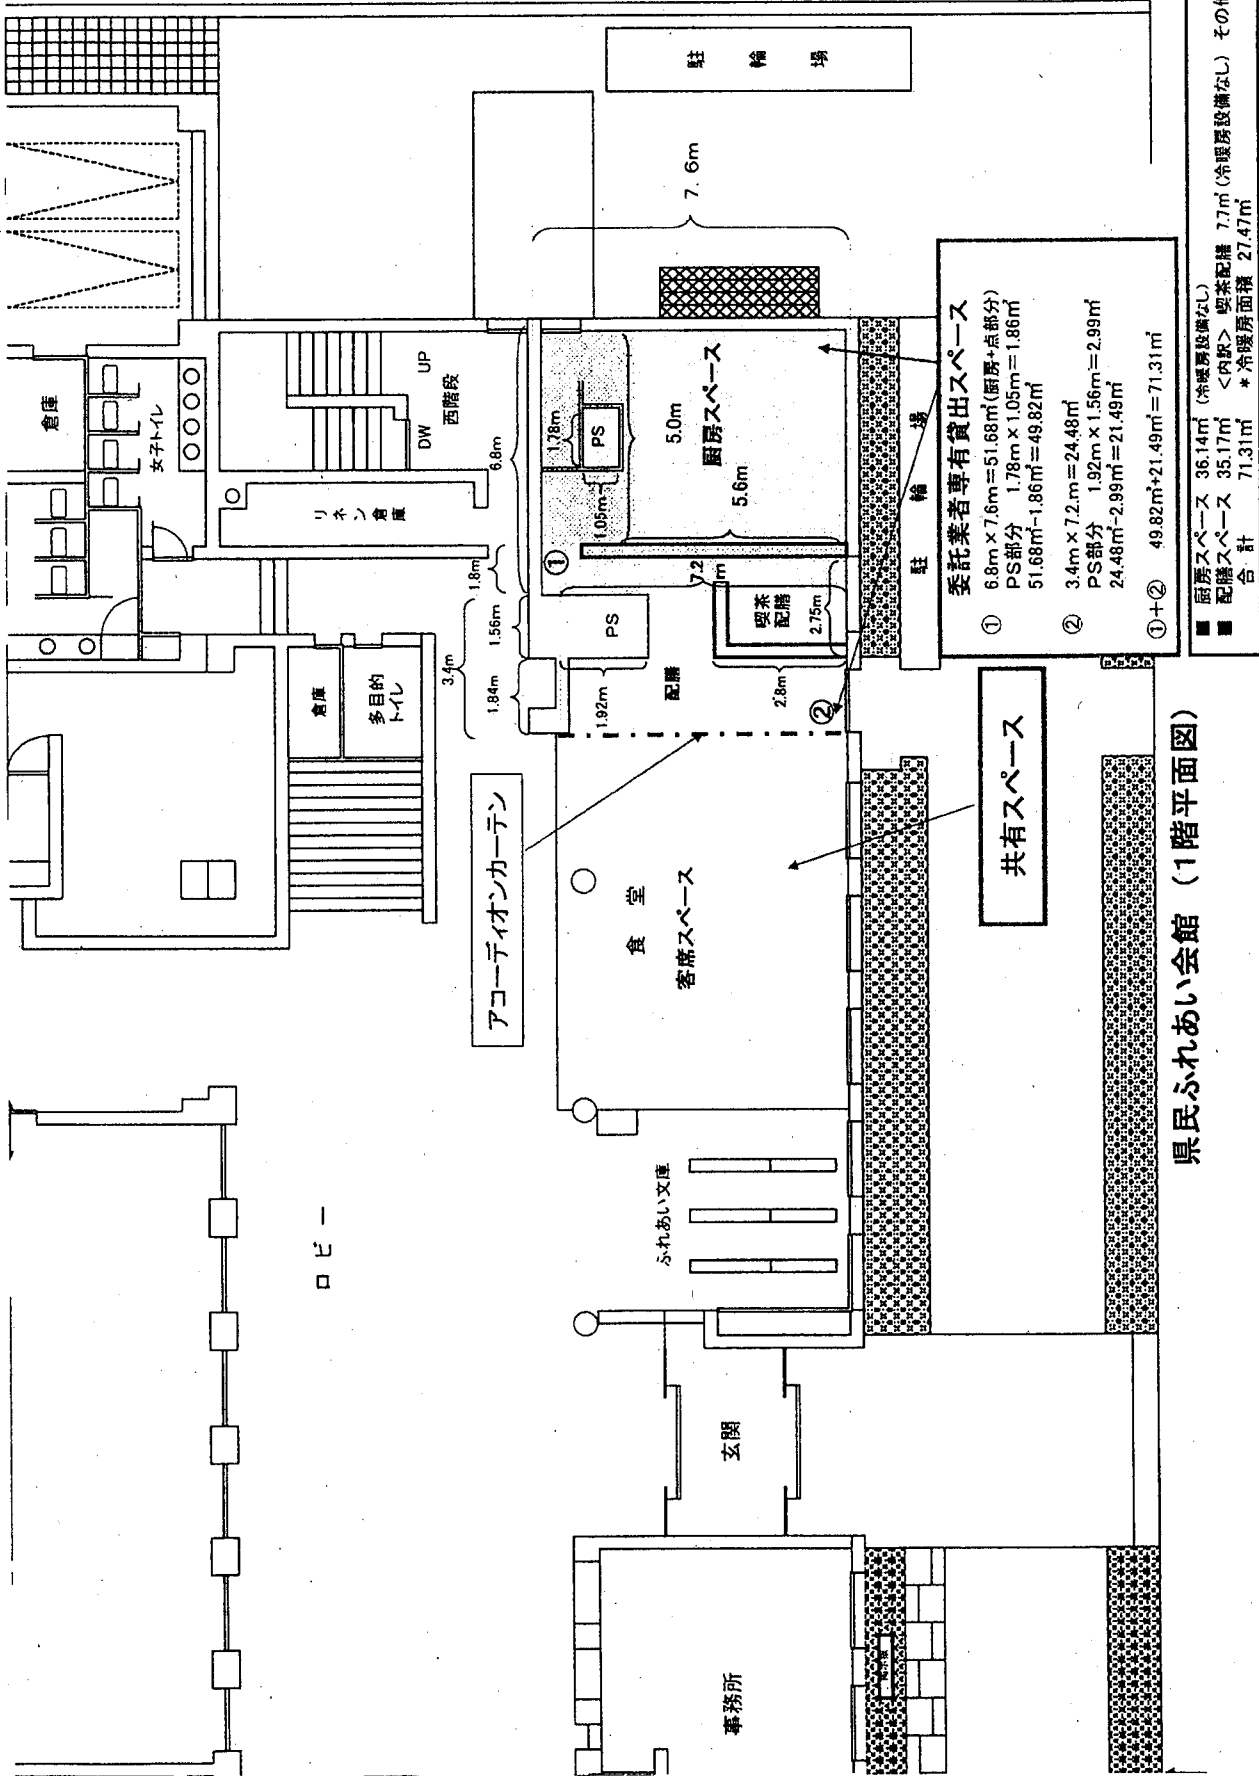 駐輪場
倉庫
女子トイレ
UP
DW
西階段
リネン倉庫
倉庫
多目的
トイレ
ロビー
7.6m
6.8m
1.78m
PS
1.05m
5.0m
厨房スペース
5.6m
①
1.8m
3.4m
1.56m
1.84m
PS
7.2
m
1.92m
配膳
喫茶
配膳
2.75m
2.8m
②
アコーディオンカーテン
食堂
客席スペース
ふれあい文庫
玄関
事務所
駐輪場
共有スペース
委託業者専有貸出スペース
① 6.8m×7.6m=51.68㎡(厨房+点部分)
PS部分 1.78m×1.05m=1.86㎡
51.68㎡-1.86㎡=49.82㎡
② 3.4m×7.2m=24.48㎡
PS部分 1.92m×1.56m=2.99㎡
24.48㎡-2.99㎡=21.49㎡
①+② 49.82㎡+21.49㎡=71.31㎡
■ 厨房スペース 36.14㎡ (冷暖房設備なし)
■ 配膳スペース 35.17㎡ <内訳> 喫茶配膳 7.7㎡(冷暖房設備なし) その他
合計 71.31㎡ *冷暖房面積 27.47㎡
県民ふれあい会館 (1階平面図)